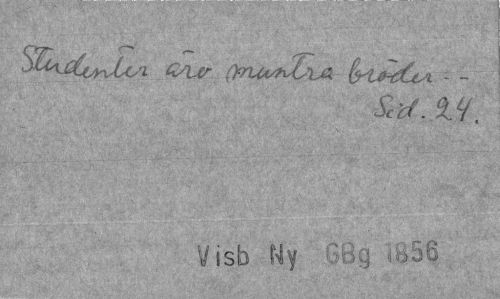 Studenter äro muntra bröder --
Sid. 24.
Visb Ny GBg 1856